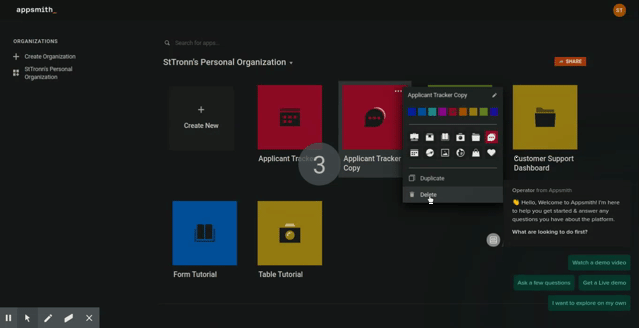 appsmith_
ST
ORGANIZATIONS
Create Organization
StTronn's Personal
Organization
Search for apps...
StTronn's Personal Organization
SHARE
Create New
Applicant Tracker
Applicant Tracker
Copy
Customer Support
Dashboard
Applicant Tracker Copy
Duplicate
Delete
3
Form Tutorial
Table Tutorial
Operator from Appsmith
👋 Hello, Welcome to Appsmith! I'm here
to help you get started & answer any
questions you have about the platform.
What are looking to do first?
Watch a demo video
Ask a few questions
Get a Live demo
I want to explore on my own